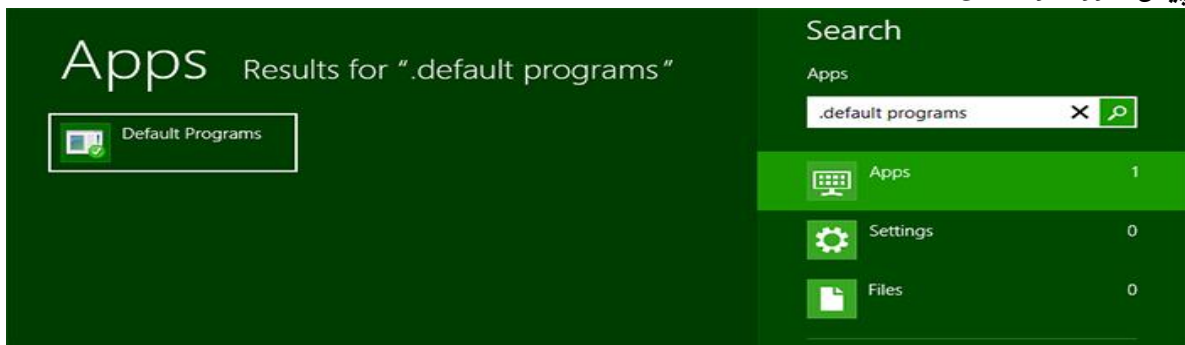 Apps Results for “.default programs”
Default Programs
Search
Apps
.default programs
Apps 1
Settings 0
Files 0